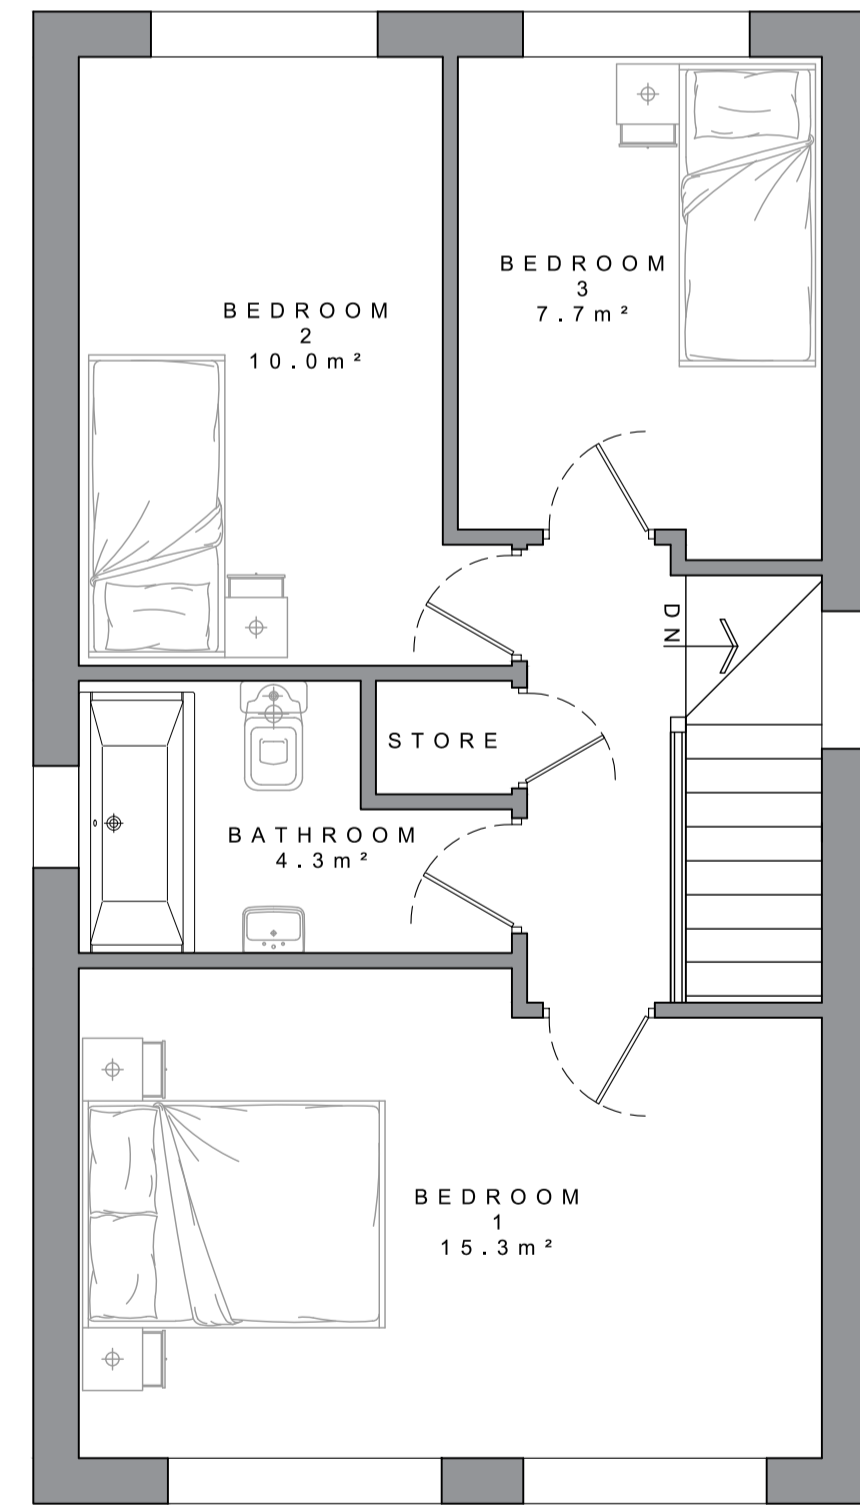 BEDROOM
3
7.7m²
BEDROOM
2
10.0m²
DN
STORE
BATHROOM
4.3m²
BEDROOM
1
15.3m²